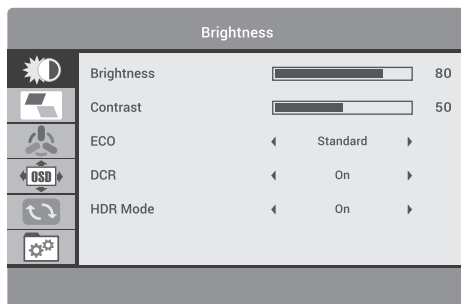 Brightness
Brightness 80
Contrast 50
ECO Standard
DCR On
OSD
HDR Mode On